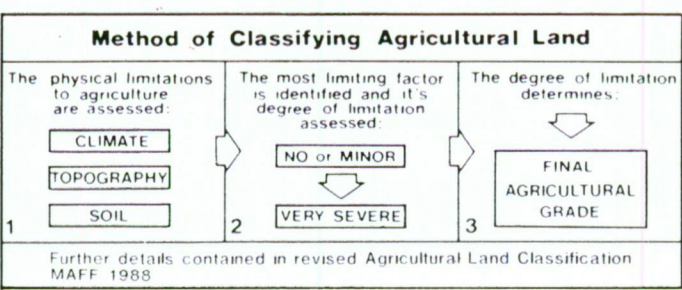 Method of Classifying Agricultural Land
The physical limitations
to agriculture
are assessed:
CLIMATE
TOPOGRAPHY
SOIL
1
The most limiting factor
is identified and it's
degree of limitation
assessed:
NO or MINOR
VERY SEVERE
2
The degree of limitation
determines:
FINAL
AGRICULTURAL
GRADE
3
Further details contained in revised Agricultural Land Classification
MAFF 1988